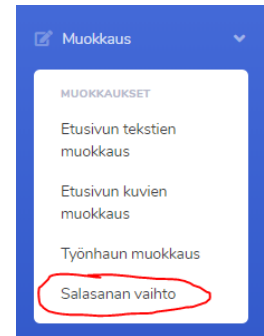 Muokkaus
MUOKKAUKSET
Etusivun tekstien
muokkaus
Etusivun kuvien
muokkaus
Työnhaun muokkaus
Salasanan vaihto